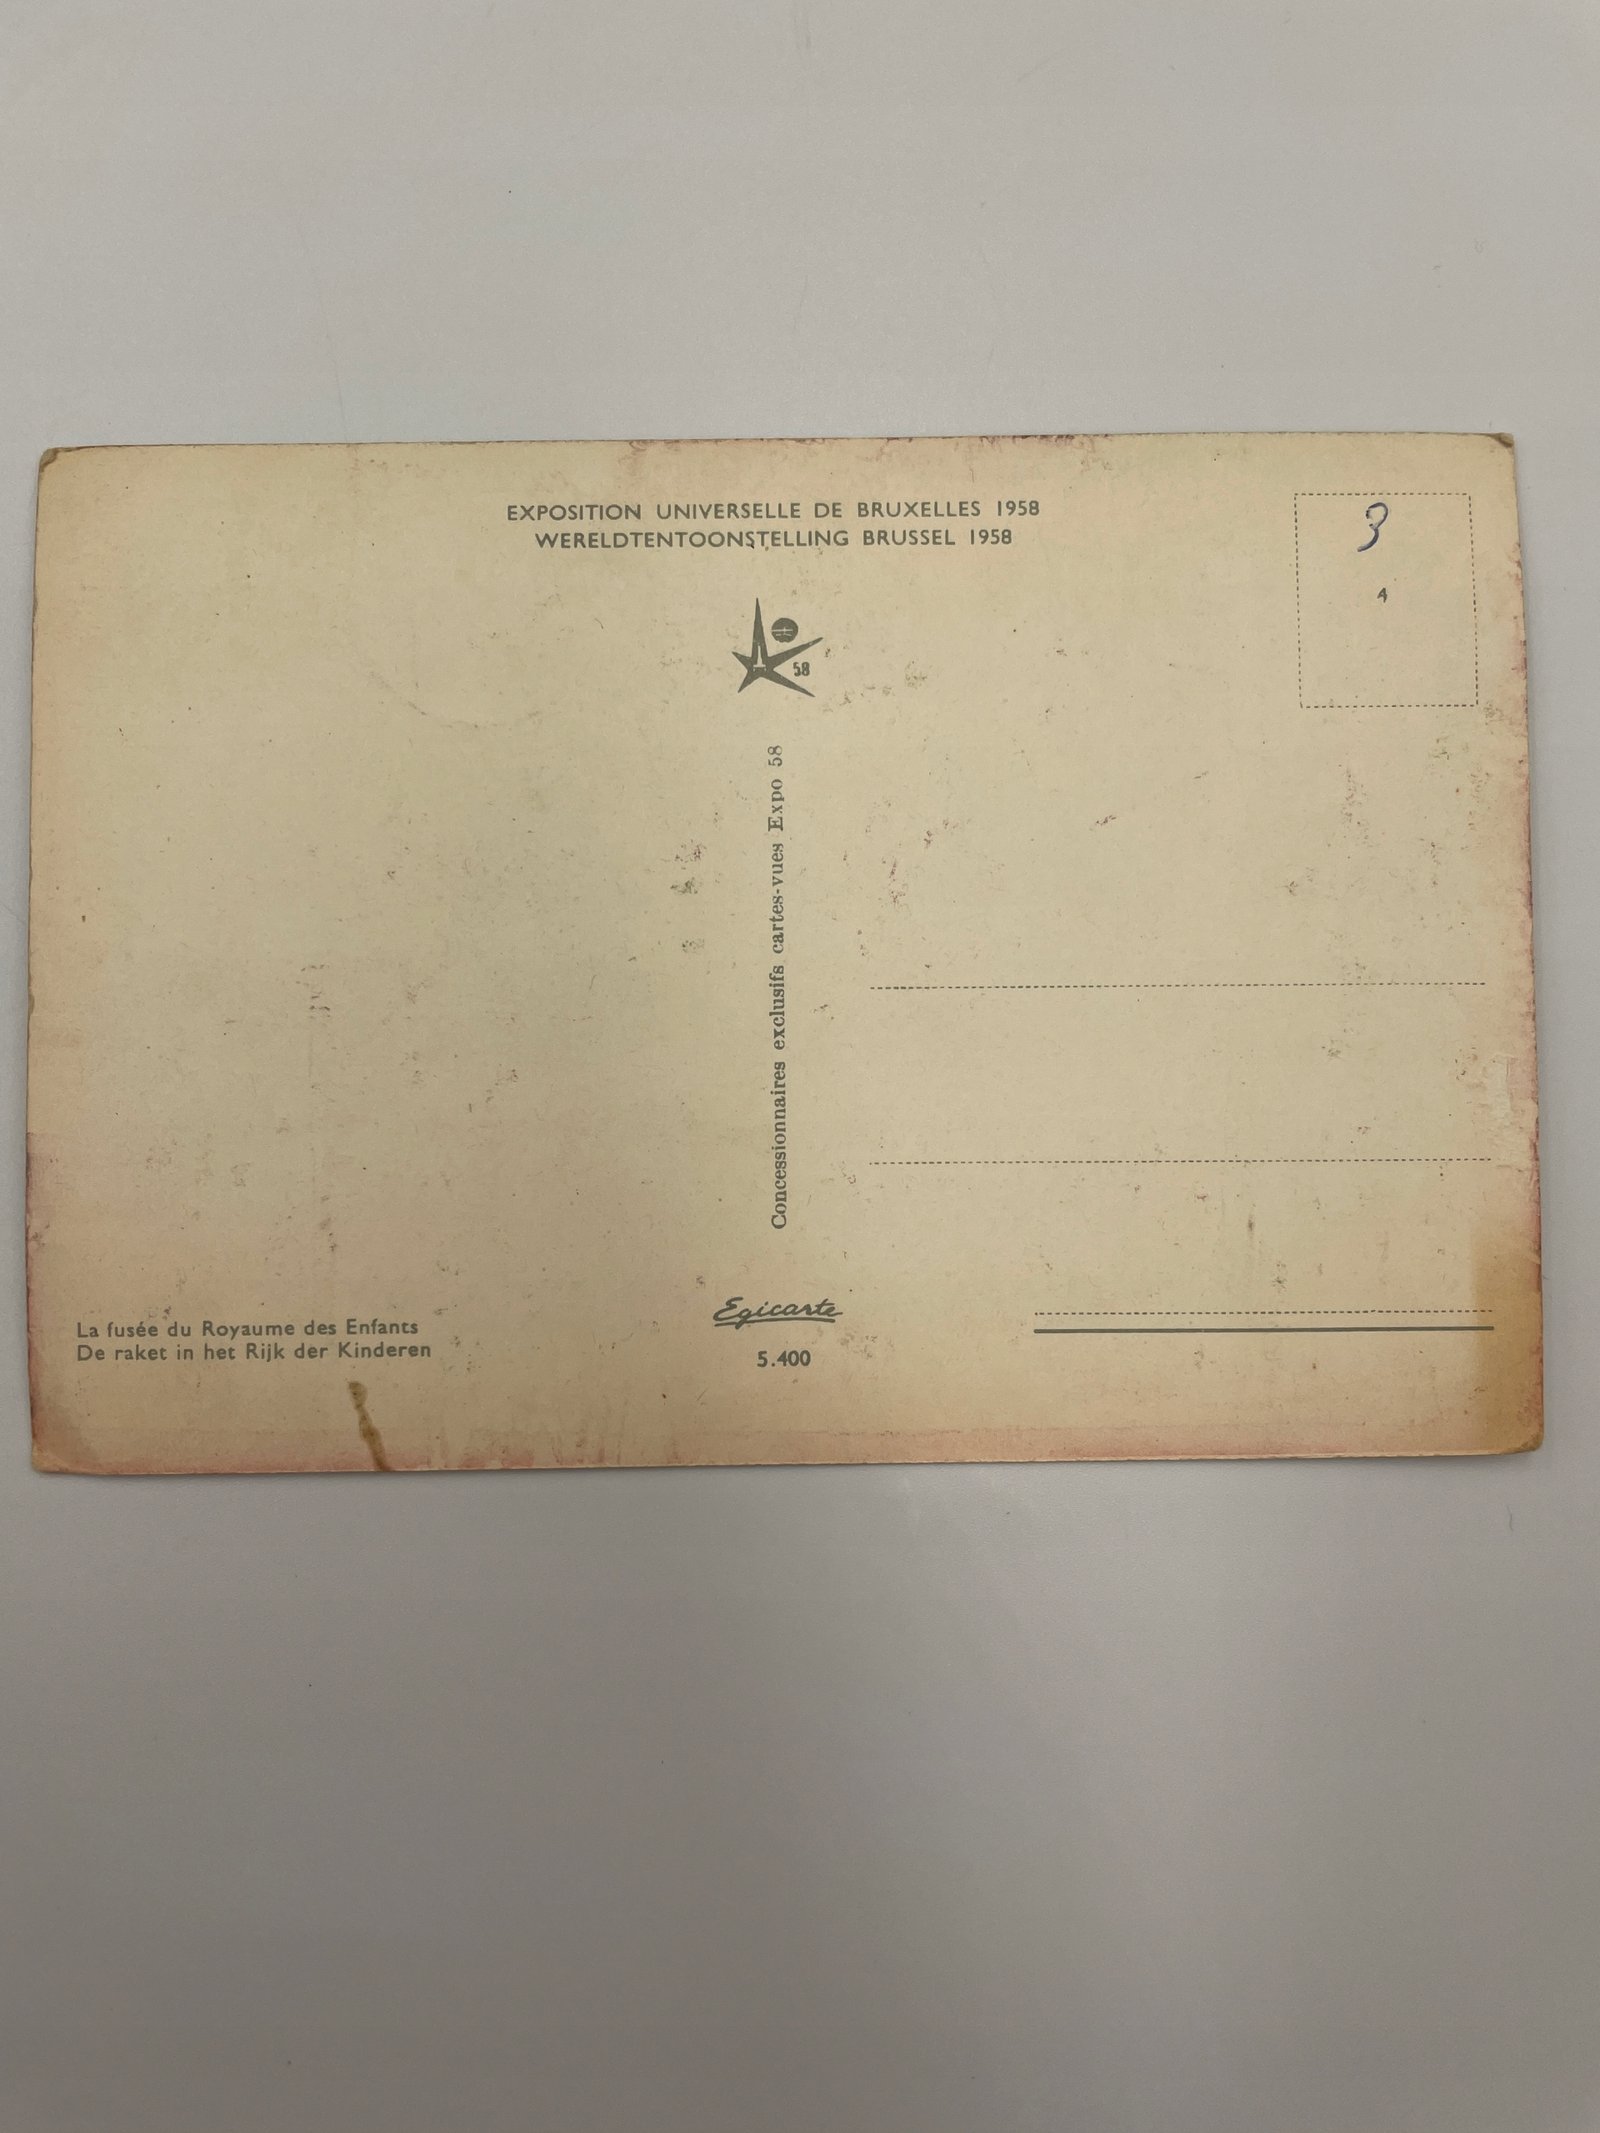 EXPOSITION UNIVERSELLE DE BRUXELLES 1958
WERELDTENTOONSTELLING BRUSSEL 1958
3
4
58
Concessionnaires exclusifs cartes-vues Expo 58
La fusée du Royaume des Enfants
De raket in het Rijk der Kinderen
Egicarte
5.400